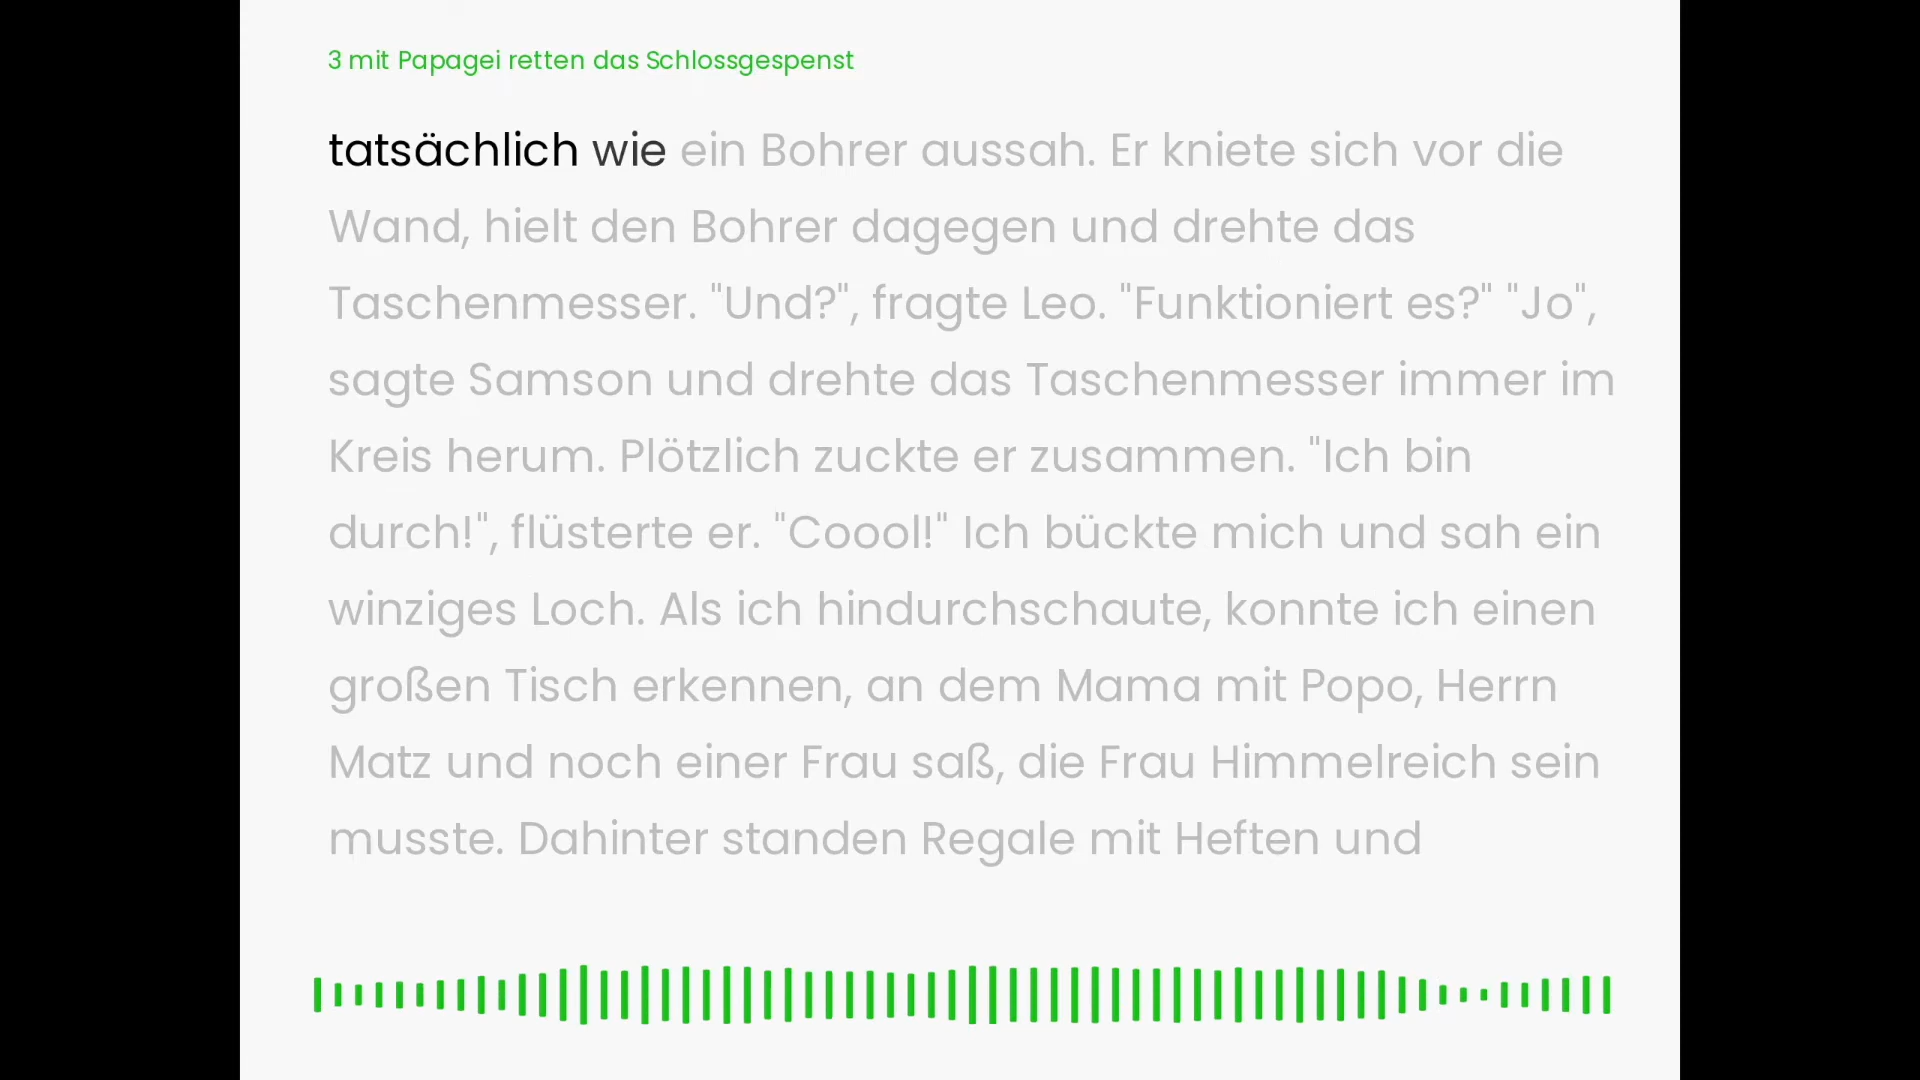 3 mit Papagei retten das Schlossgespenst
tatsächlich wie ein Bohrer aussah. Er kniete sich vor die
Wand, hielt den Bohrer dagegen und drehte das
Taschenmesser. "Und?", fragte Leo. "Funktioniert es?" "Jo",
sagte Samson und drehte das Taschenmesser immer im
Kreis herum. Plötzlich zuckte er zusammen. "Ich bin
durch!", flüsterte er. "Coool!" Ich bückte mich und sah ein
winziges Loch. Als ich hindurchschaute, konnte ich einen
großen Tisch erkennen, an dem Mama mit Popo, Herrn
Matz und noch einer Frau saß, die Frau Himmelreich sein
musste. Dahinter standen Regale mit Heften und